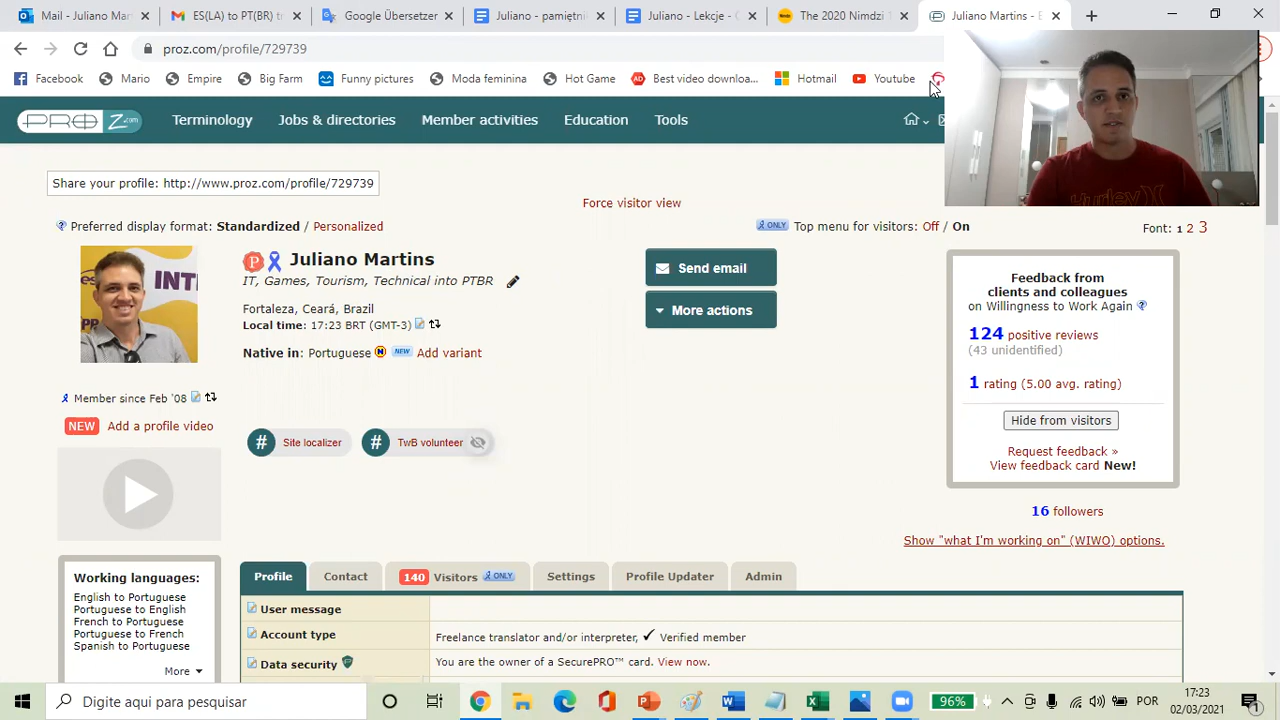 Mail - Juliano Mar
E(LA) to PT(BR) tr
Google Übersetzer
Juliano - pamiętni
Juliano - Lekcje - G
The 2020 Nimdzi
Juliano Martins - E
proz.com/profile/729739
Facebook Mario Empire Big Farm Funny pictures Moda feminina Hot Game Best video downloa... Hotmail Youtube
PROZ.com Terminology Jobs & directories Member activities Education Tools
Share your profile: http://www.proz.com/profile/729739
Force visitor view
Preferred display format: Standardized / Personalized
ONLY Top menu for visitors: Off / On
Font: 1 2 3
Juliano Martins
IT, Games, Tourism, Technical into PTBR
Fortaleza, Ceará, Brazil
Local time: 17:23 BRT (GMT-3)
Native in: Portuguese N NEW Add variant
Send email
More actions
Feedback from
clients and colleagues
on Willingness to Work Again
124 positive reviews
(43 unidentified)
1 rating (5.00 avg. rating)
Hide from visitors
Request feedback »
View feedback card New!
Member since Feb '08
NEW Add a profile video
# Site localizer # TwB volunteer
16 followers
Show "what I'm working on" (WIWO) options.
Working languages:
English to Portuguese
Portuguese to English
French to Portuguese
Portuguese to French
Spanish to Portuguese
More
Profile Contact 140 Visitors ONLY Settings Profile Updater Admin
User message
Account type Freelance translator and/or interpreter, ✓ Verified member
Data security You are the owner of a SecurePRO™ card. View now.
Digite aqui para pesquisar
96%
POR
17:23
02/03/2021